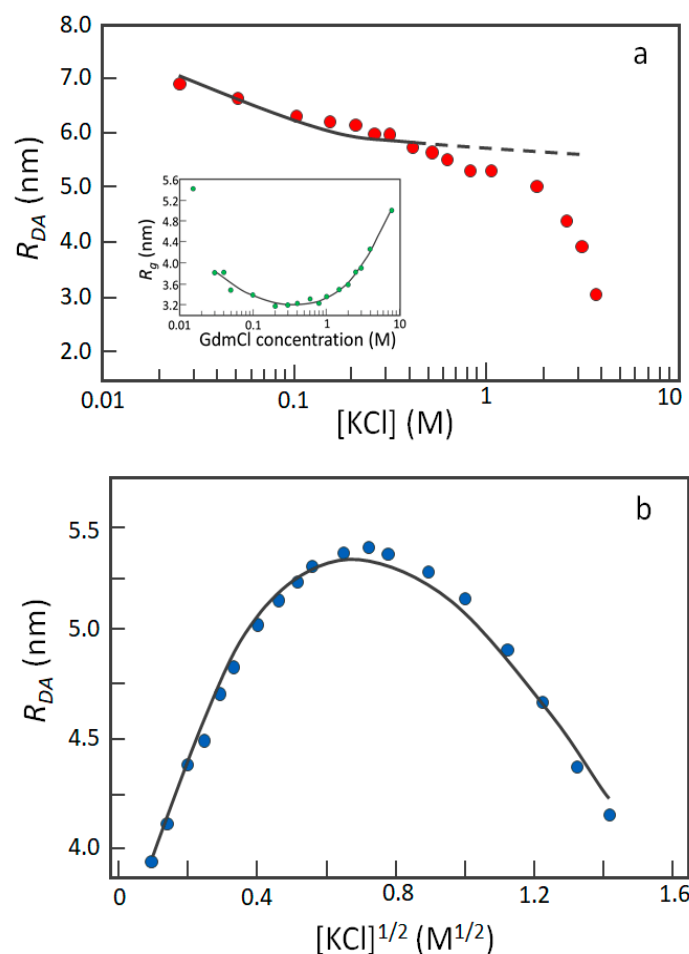 a
8.0
7.0
6.0
5.0
4.0
3.0
2.0
R_DA (nm)
5.6
5.2
4.8
4.4
4.0
3.6
3.2
R_g (nm)
0.01 0.1 1 10
GdmCl concentration (M)
0.01 0.1 1 10
[KCl] (M)
b
5.5
5.0
4.5
4.0
R_DA (nm)
0 0.4 0.8 1.2 1.6
[KCl]^1/2 (M^1/2)